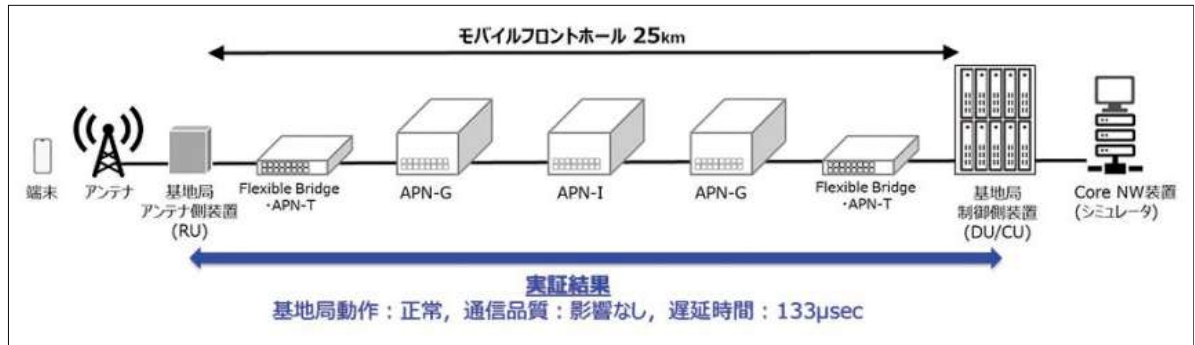 モバイルフロントホール 25km
端末
アンテナ
基地局
アンテナ側装置
(RU)
Flexible Bridge
・APN-T
APN-G
APN-I
APN-G
Flexible Bridge
・APN-T
基地局
制御側装置
(DU/CU)
Core NW装置
(シミュレータ)
実証結果
基地局動作：正常，通信品質：影響なし，遅延時間：133μsec